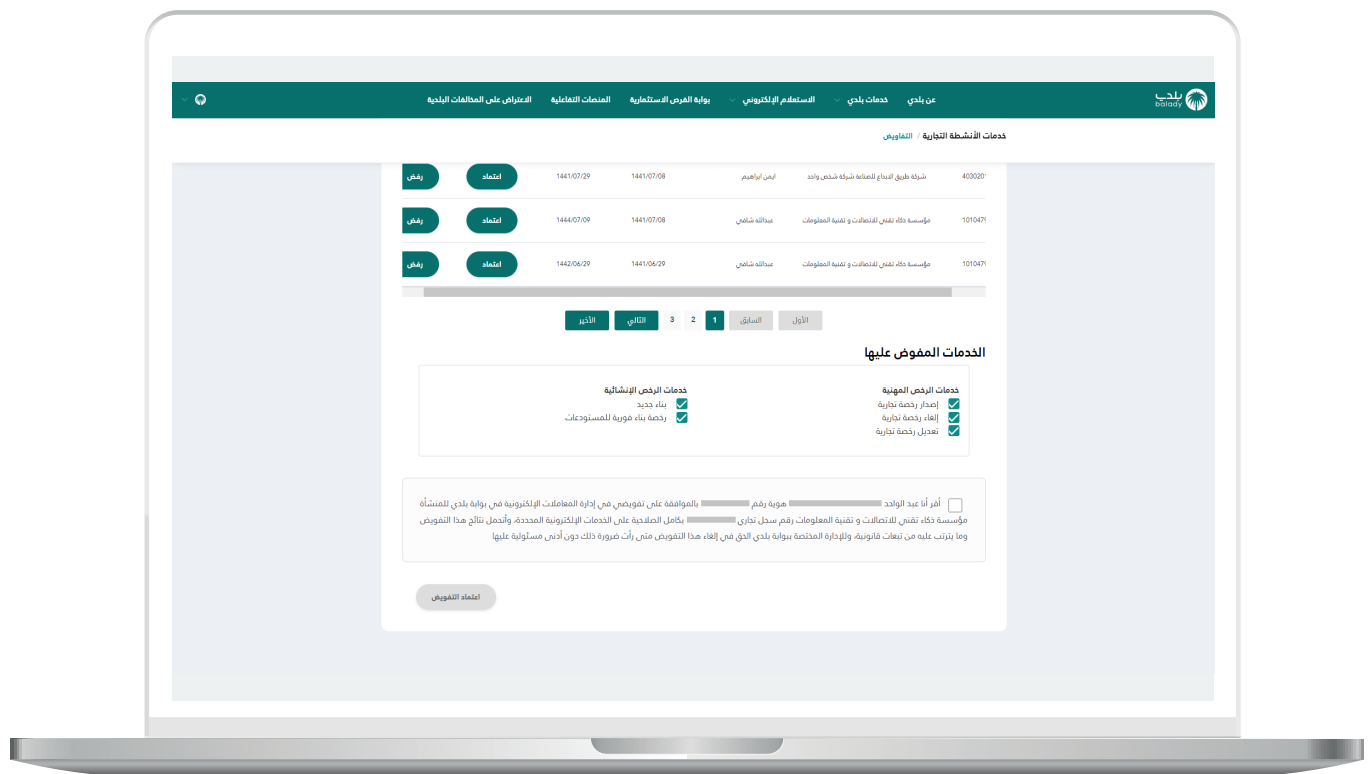 بلدي
balady
عن بلدي خدمات بلدي الاستعلام الإلكتروني بوابة الفرص الاستثمارية المنصات التفاعلية الاعتراض على المخالفات البلدية
خدمات الأنشطة التجارية / التفاويض
403020 شركة طريق الابداع للصناعة شركة شخص واحد ايمن ابراهيم 1441/07/08 1441/07/29 اعتماد رفض
101047 مؤسسة ذكاء تقني للاتصالات و تقنية المعلومات عبدالله شافي 1441/07/08 1444/07/09 اعتماد رفض
101047 مؤسسة ذكاء تقني للاتصالات و تقنية المعلومات عبدالله شافي 1441/06/29 1442/06/29 اعتماد رفض
الأول السابق 1 2 3 التالي الأخير
الخدمات المفوض عليها
خدمات الرخص المهنية
إصدار رخصة تجارية
إلغاء رخصة تجارية
تعديل رخصة تجارية
خدمات الرخص الإنشائية
بناء جديد
رخصة بناء فورية للمستودعات
أقر أنا عبد الواحد هوية رقم بالموافقة على تفويضي في إدارة المعاملات الإلكترونية في بوابة بلدي للمنشأة
مؤسسة ذكاء تقني للاتصالات و تقنية المعلومات رقم سجل تجاري بكامل الصلاحية على الخدمات الإلكترونية المحددة، وأتحمل نتائج هذا التفويض
وما يترتب عليه من تبعات قانونية، وللإدارة المختصة ببوابة بلدي الحق في إلغاء هذا التفويض متى رأت ضرورة ذلك دون أدنى مسئولية عليها
اعتماد التفويض